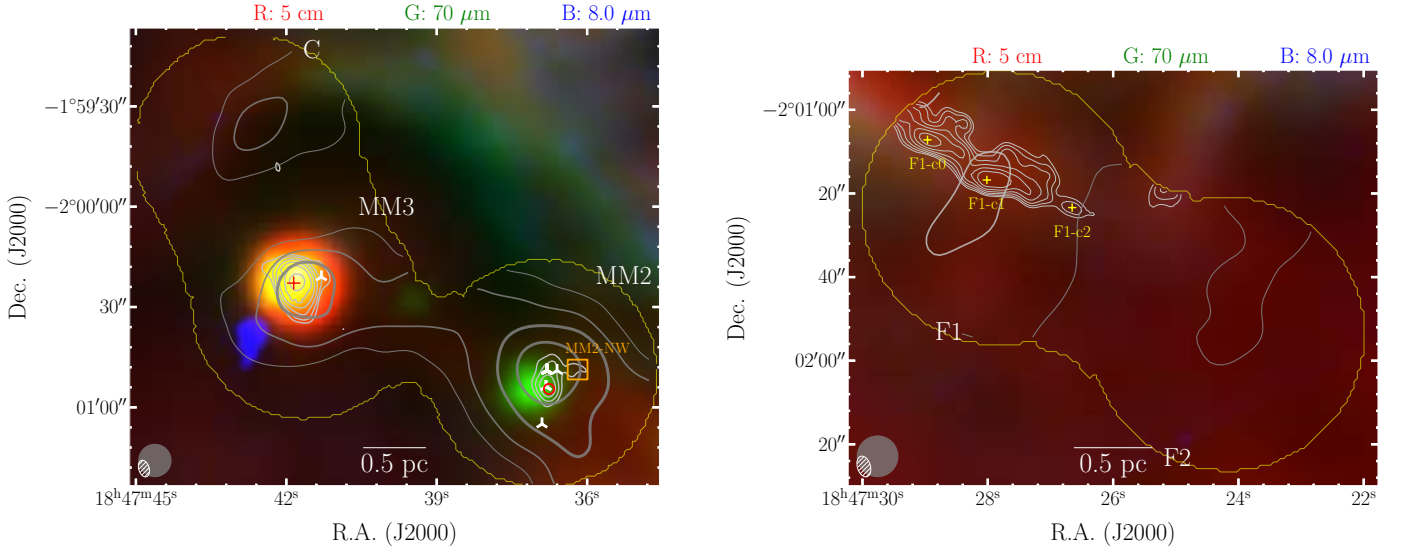 R: 5 cm G: 70 μm B: 8.0 μm
C
−1°59′30″
MM3
−2°00′00″
MM2
Dec. (J2000)
30″
MM2-NW
01′00″
0.5 pc
18ʰ47ᵐ45ˢ 42ˢ 39ˢ 36ˢ
R.A. (J2000)
R: 5 cm G: 70 μm B: 8.0 μm
−2°01′00″
F1-c0
20″
F1-c1
F1-c2
Dec. (J2000)
40″
F1
02′00″
20″
0.5 pc
F2
18ʰ47ᵐ30ˢ 28ˢ 26ˢ 24ˢ 22ˢ
R.A. (J2000)